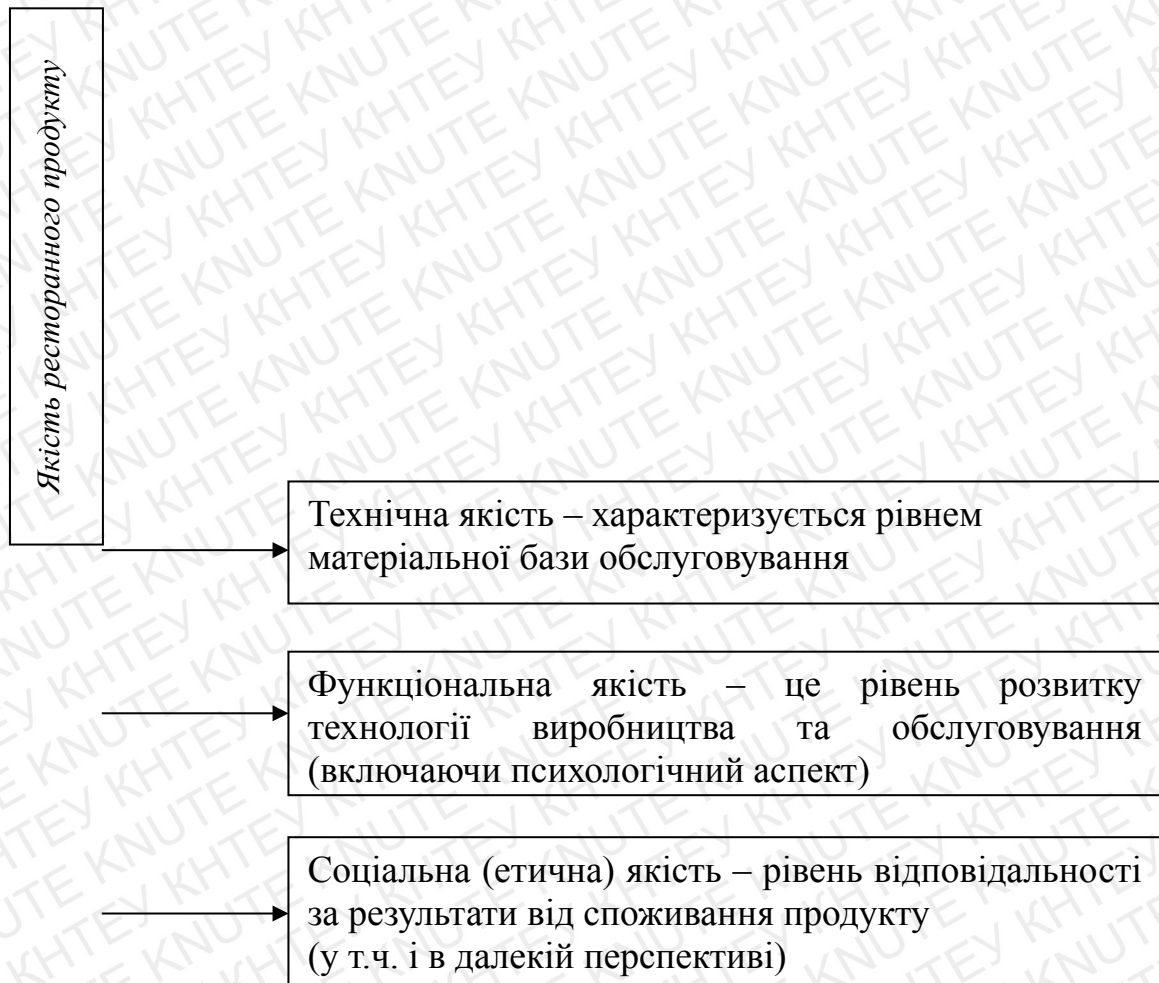 Якість ресторанного продукту
Технічна якість – характеризується рівнем
матеріальної бази обслуговування
Функціональна якість – це рівень розвитку
технології виробництва та обслуговування
(включаючи психологічний аспект)
Соціальна (етична) якість – рівень відповідальності
за результати від споживання продукту
(у т.ч. і в далекій перспективі)